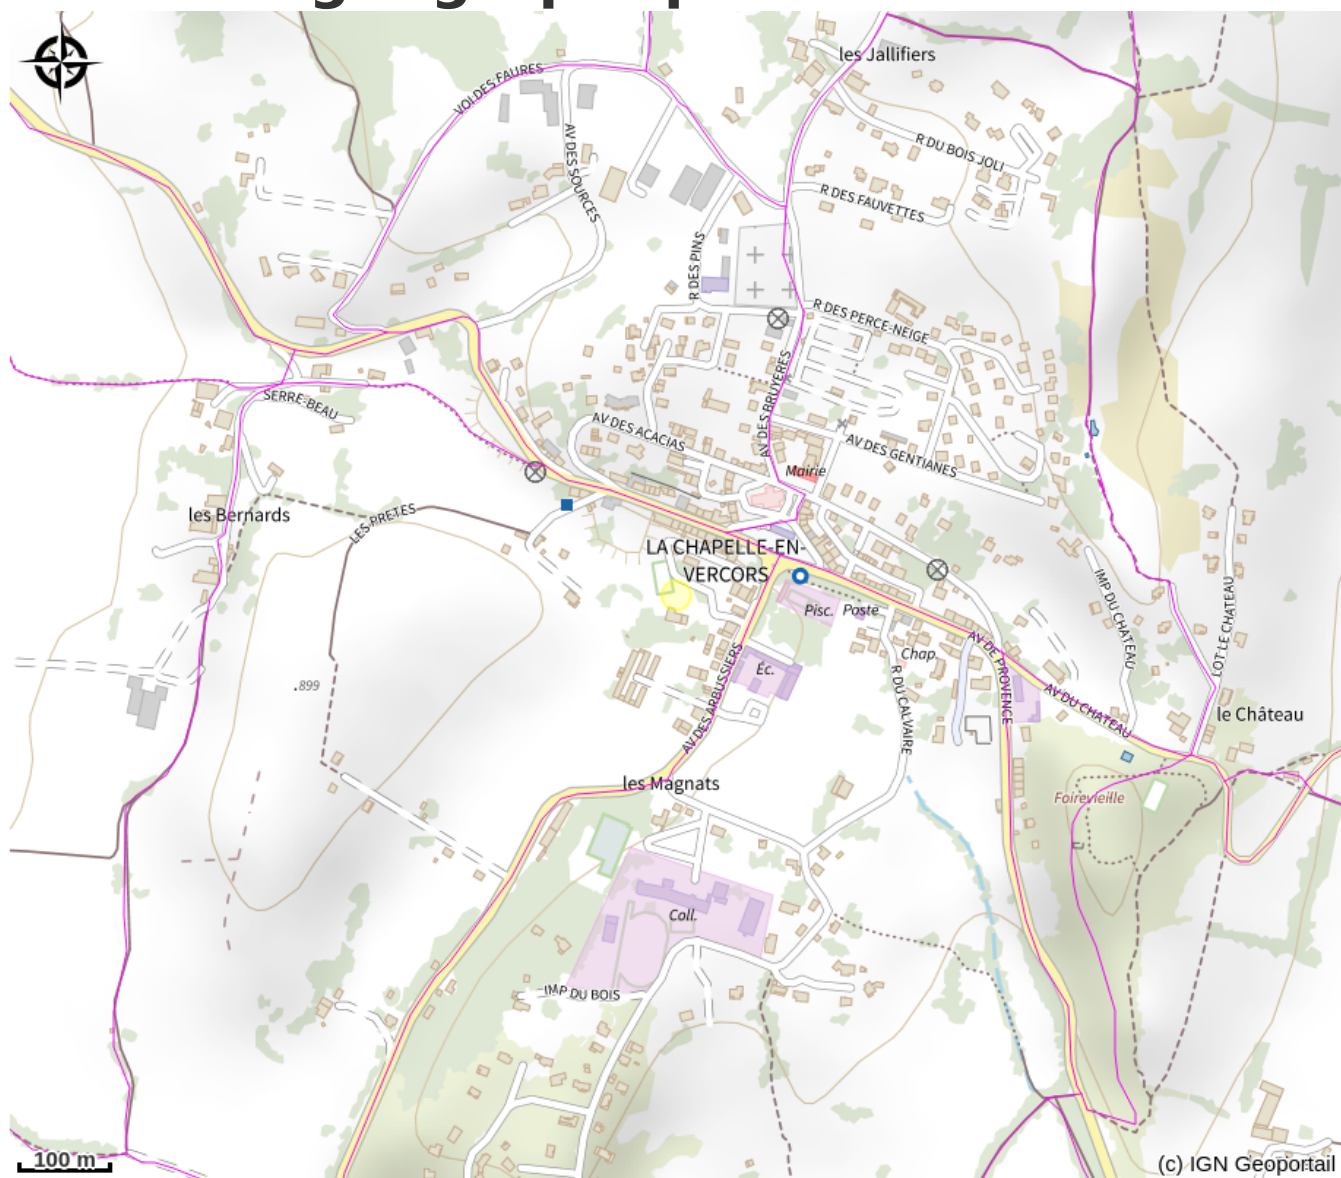 les Jallifiers
VOI DES FAURES
AV DES SOURCES
R DU BOIS JOLI
R DES FAUVETTES
R DES PINS
R DES PERCE-NEIGE
AV DES BRUYERES
SERRE-BEAU
AV DES ACACIAS
AV DES GENTIANES
Mairie
les Bernards
LES PRETES
LA CHAPELLE-EN-
VERCORS
IMP DU CHATEAU
LOT LE CHATEAU
Pisc.
Poste
Chap.
AV DE PROVENCE
Éc.
AV DES ARBUSSIERS
R DU CALVAIRE
.899
AV DU CHATEAU
le Château
les Magnats
Foirevieille
Coll.
IMP DU BOIS
100 m
(c) IGN Geoportail